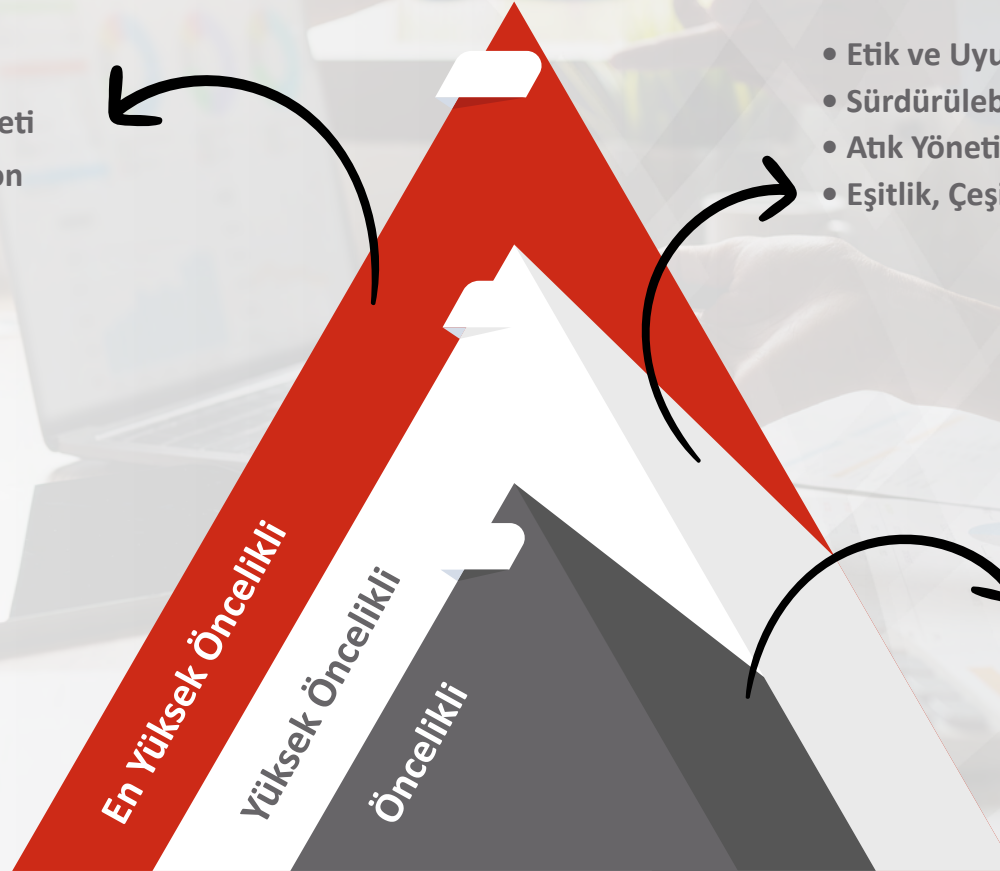 • Etik ve Uyu
• Sürdürüleb
• Atık Yöneti
• Eşitlik, Çeşi
eti
on
En Yüksek Öncelikli
Yüksek Öncelikli
Öncelikli